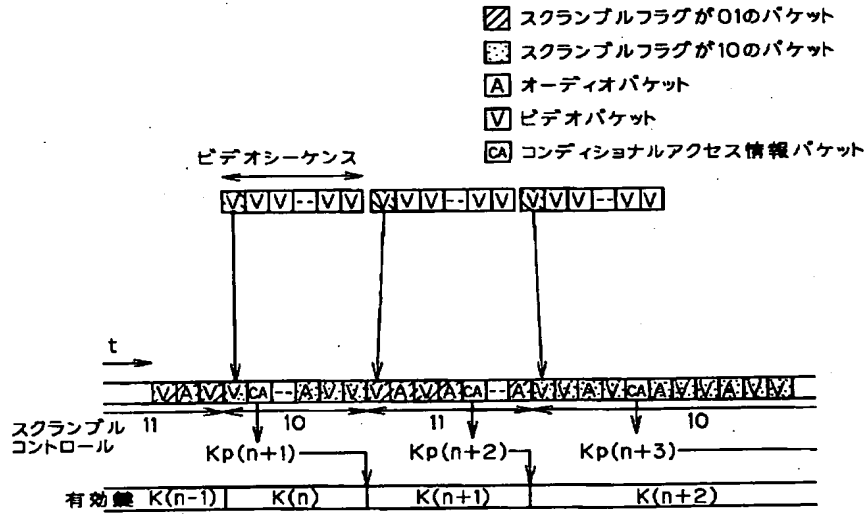 スクランブルフラグが01のパケット
スクランブルフラグが10のパケット
A オーディオパケット
V ビデオパケット
CA コンディショナルアクセス情報パケット
ビデオシーケンス
V V V -- V V V V V -- V V V V V -- V V
t
V A V V CA -- A V V V A V A CA -- A V V A V CA A V V A V V
11 10 11 10
スクランブル
コントロール
Kp(n+1) Kp(n+2) Kp(n+3)
有効鍵 K(n-1) K(n) K(n+1) K(n+2)